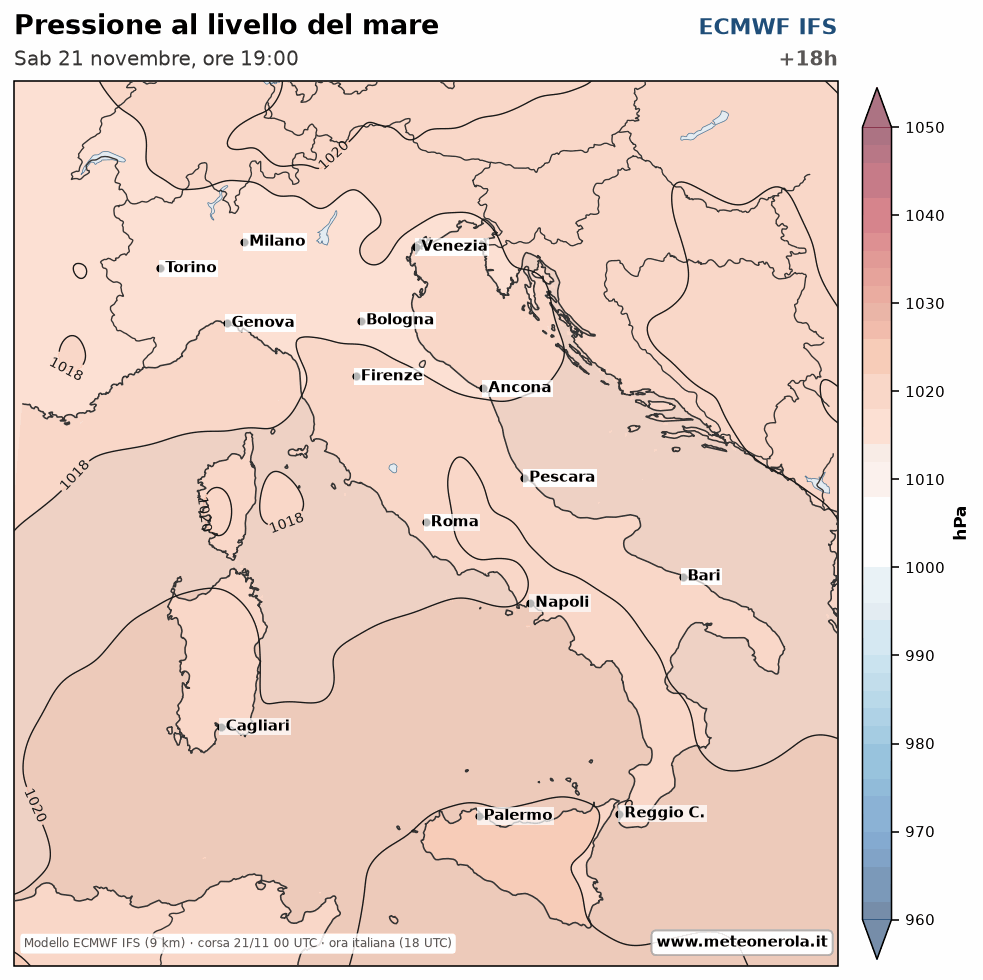 Pressione al livello del mare
ECMWF IFS
Sab 21 novembre, ore 19:00
+18h
1020
Milano
Venezia
Torino
Genova
Bologna
1018
Firenze
Ancona
1018
Pescara
1020
1018
Roma
Bari
Napoli
Cagliari
1020
Palermo
Reggio C.
Modello ECMWF IFS (9 km) · corsa 21/11 00 UTC · ora italiana (18 UTC)
www.meteonerola.it
1050
1040
1030
1020
1010
1000
990
980
970
960
hPa